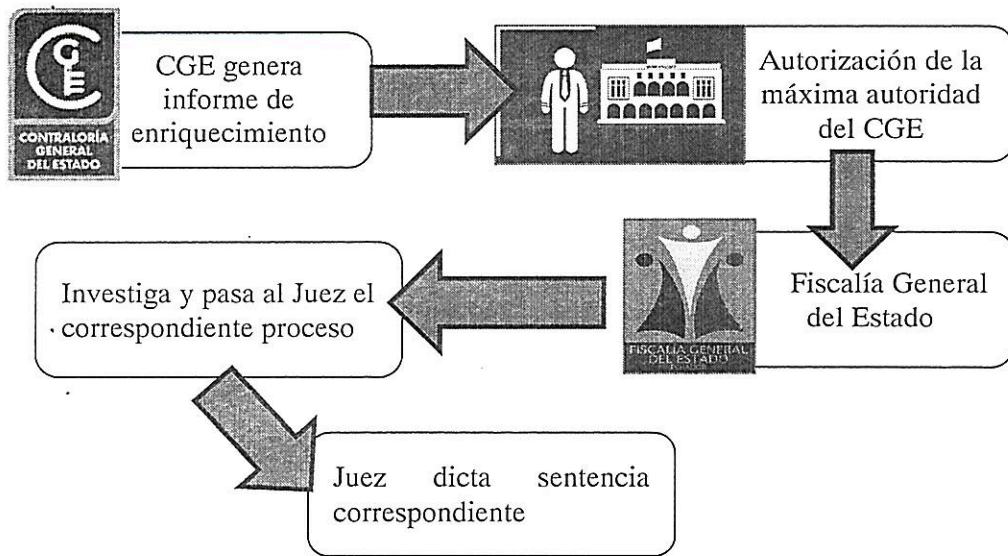 CGE
CONTRALORÍA
GENERAL
DEL ESTADO
CGE genera
informe de
enriquecimiento
Autorización de la
máxima autoridad
del CGE
Fiscalía General
del Estado
FISCALÍA GENERAL
DEL ESTADO
Investiga y pasa al Juez el
correspondiente proceso
Juez dicta sentencia
correspondiente